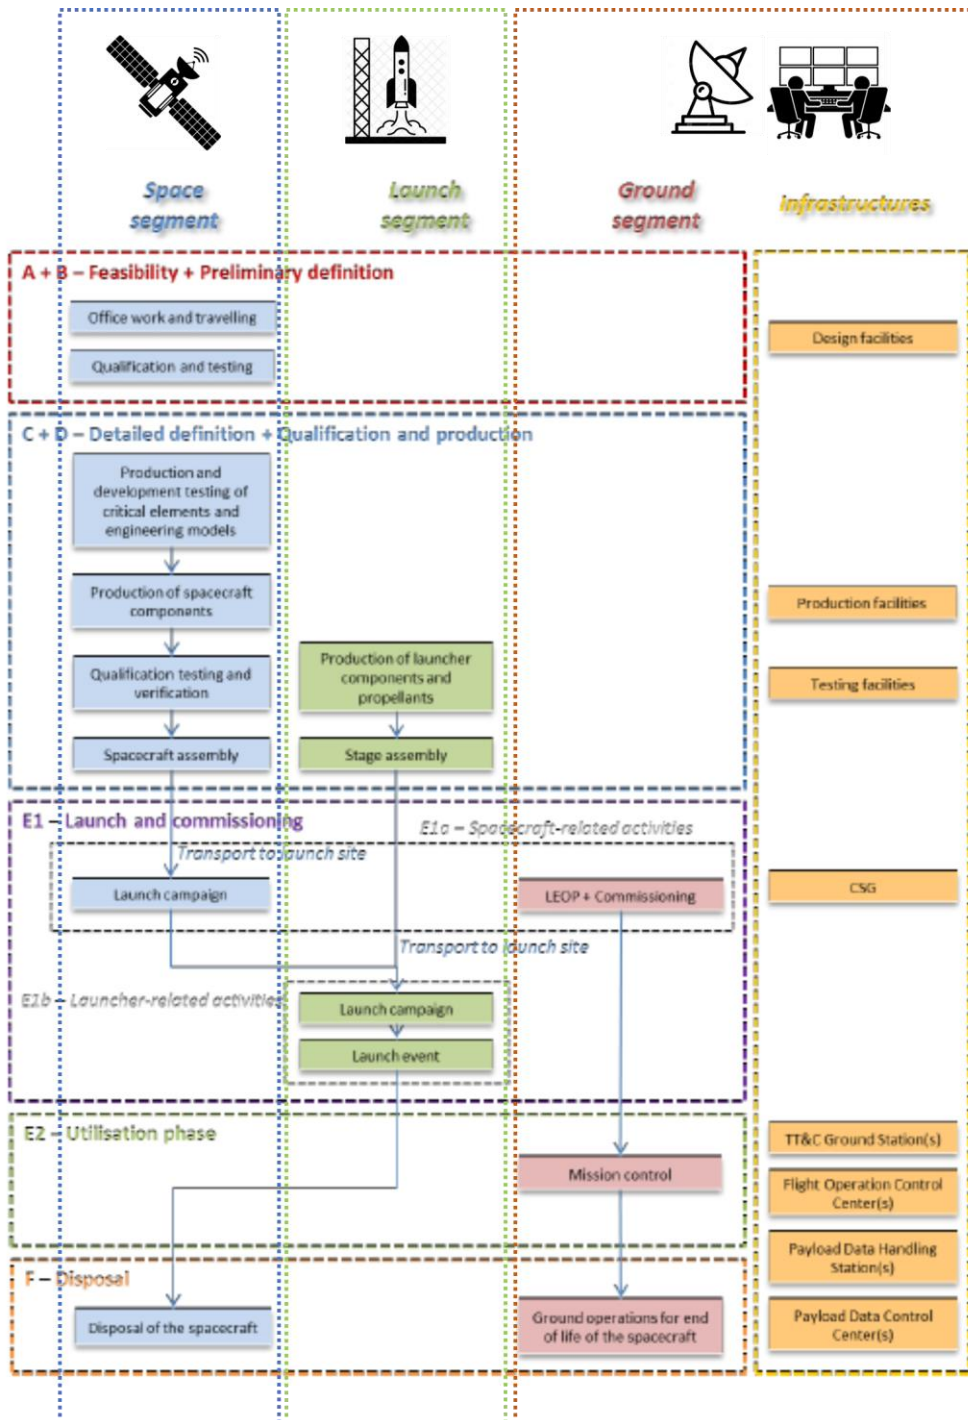 Space
segment
Launch
segment
Ground
segment
Infrastructures
A + B – Feasibility + Preliminary definition
Office work and travelling
Qualification and testing
Design facilities
C + D – Detailed definition + Qualification and production
Production and
development testing of
critical elements and
engineering models
Production of spacecraft
components
Production facilities
Qualification testing and
verification
Production of launcher
components and
propellants
Testing facilities
Spacecraft assembly
Stage assembly
E1 – Launch and commissioning
E1a – Spacecraft-related activities
Transport to launch site
Launch campaign
LEOP + Commissioning
CSG
Transport to launch site
E1b – Launcher-related activities
Launch campaign
Launch event
E2 – Utilisation phase
TT&C Ground Station(s)
Mission control
Flight Operation Control
Center(s)
Payload Data Handling
Station(s)
F – Disposal
Disposal of the spacecraft
Ground operations for end
of life of the spacecraft
Payload Data Control
Center(s)